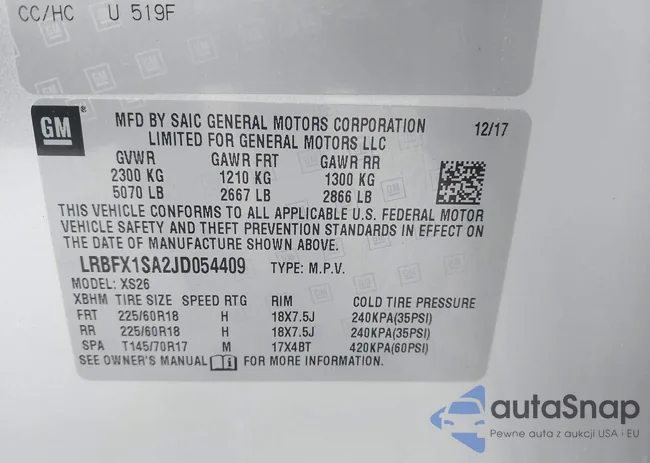 CC/HC U 519F
GM
MFD BY SAIC GENERAL MOTORS CORPORATION 12/17
LIMITED FOR GENERAL MOTORS LLC
GVWR GAWR FRT GAWR RR
2300 KG 1210 KG 1300 KG
5070 LB 2667 LB 2866 LB
THIS VEHICLE CONFORMS TO ALL APPLICABLE U.S. FEDERAL MOTOR
VEHICLE SAFETY AND THEFT PREVENTION STANDARDS IN EFFECT ON
THE DATE OF MANUFACTURE SHOWN ABOVE.
LRBFX1SA2JD054409 TYPE: M.P.V.
MODEL: XS26
XBHM TIRE SIZE SPEED RTG RIM COLD TIRE PRESSURE
FRT 225/60R18 H 18X7.5J 240KPA(35PSI)
RR 225/60R18 H 18X7.5J 240KPA(35PSI)
SPA T145/70R17 M 17X4BT 420KPA(60PSI)
SEE OWNER'S MANUAL FOR MORE INFORMATION.
autaSnap
Pewne auta z aukcji USA i EU